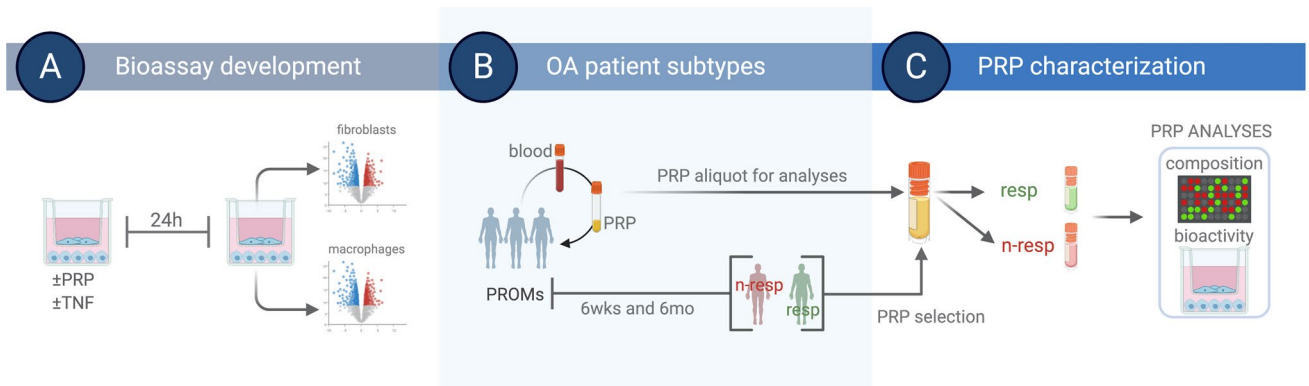 A
Bioassay development
B
OA patient subtypes
C
PRP characterization
fibroblasts
24h
±PRP
±TNF
macrophages
blood
PRP
PRP aliquot for analyses
PROMs
6wks and 6mo
n-resp
resp
PRP selection
resp
n-resp
PRP ANALYSES
composition
bioactivity